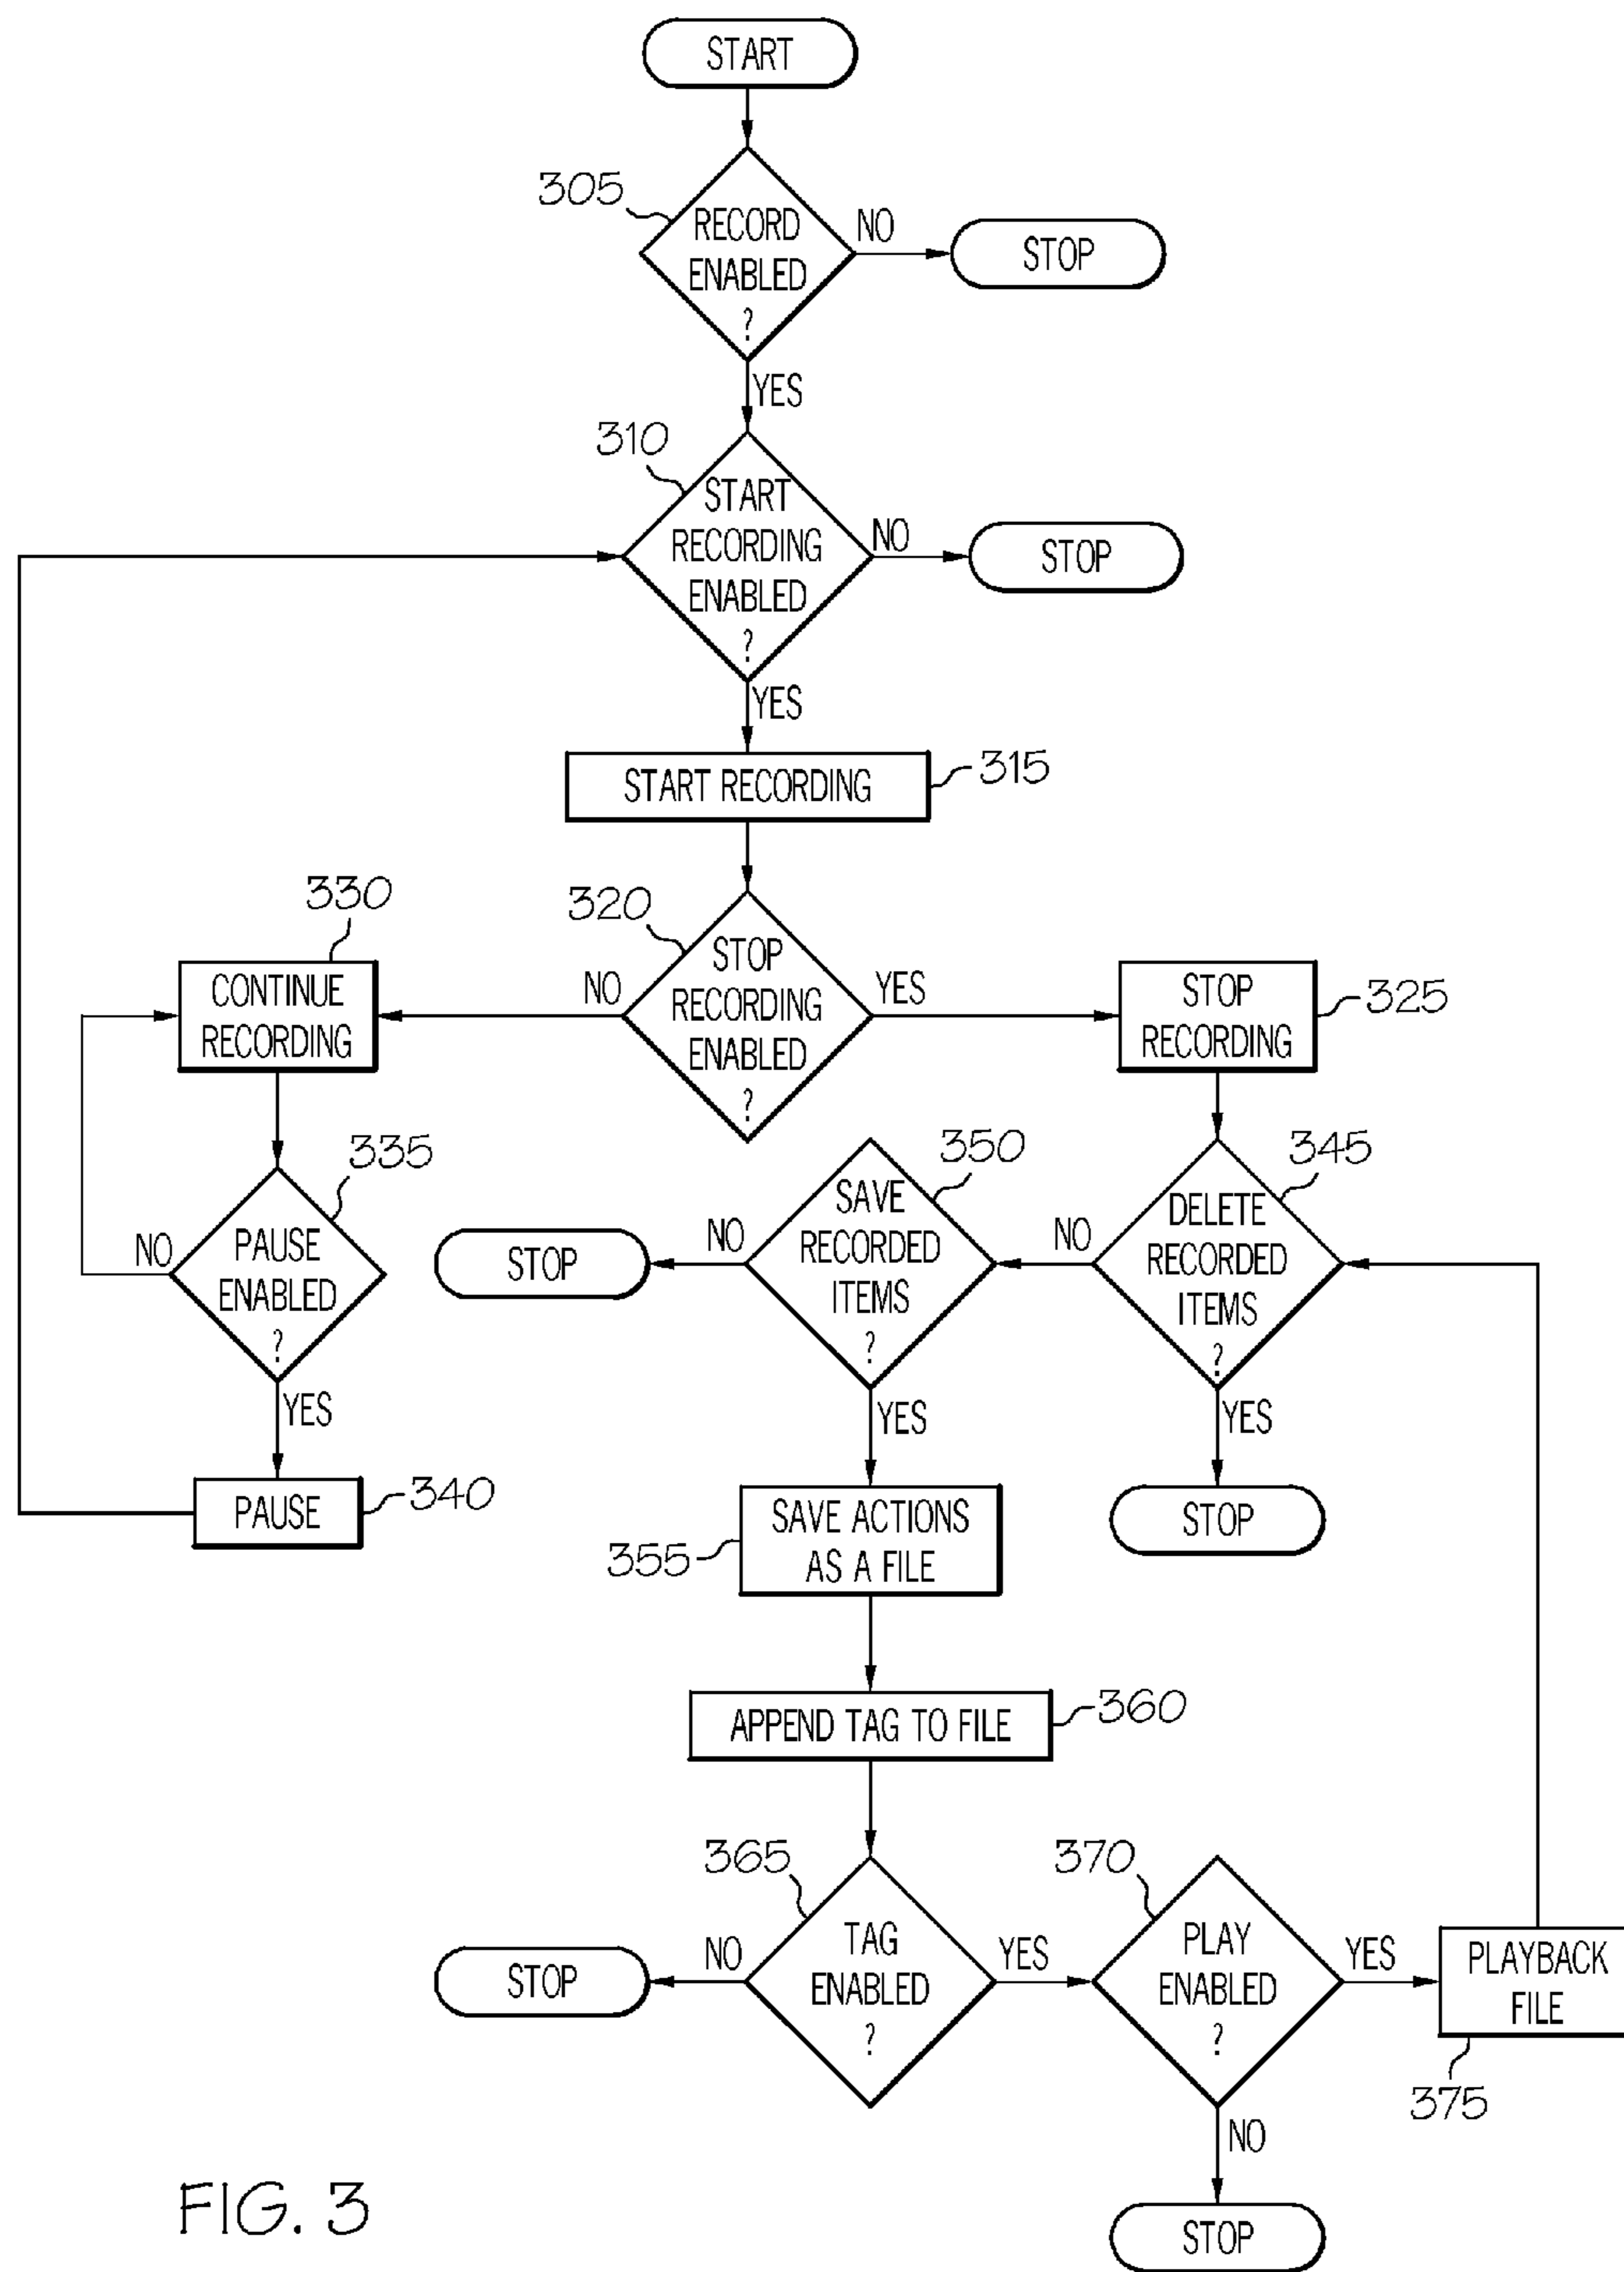 START
305
RECORD
ENABLED
?
NO
STOP
YES
310
START
RECORDING
ENABLED
?
NO
STOP
YES
START RECORDING
315
320
STOP
RECORDING
ENABLED
?
NO
YES
330
CONTINUE
RECORDING
STOP
RECORDING
325
335
PAUSE
ENABLED
?
NO
YES
PAUSE
340
345
DELETE
RECORDED
ITEMS
?
NO
YES
STOP
350
SAVE
RECORDED
ITEMS
?
NO
STOP
YES
SAVE ACTIONS
AS A FILE
355
APPEND TAG TO FILE
360
365
TAG
ENABLED
?
NO
STOP
YES
370
PLAY
ENABLED
?
YES
PLAYBACK
FILE
375
NO
STOP
FIG. 3